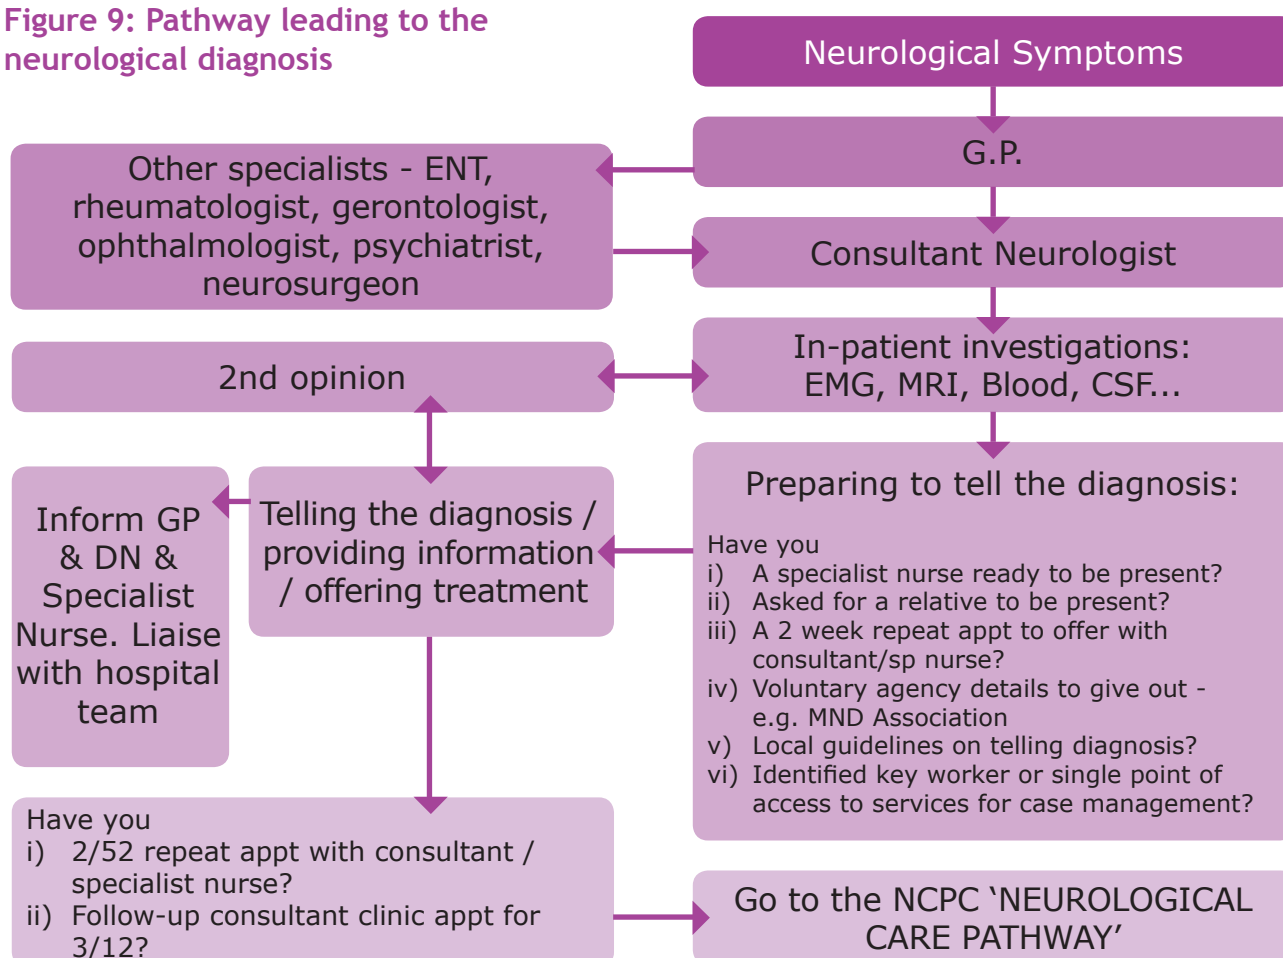 Figure 9: Pathway leading to the
neurological diagnosis
Neurological Symptoms
G.P.
Other specialists - ENT,
rheumatologist, gerontologist,
ophthalmologist, psychiatrist,
neurosurgeon
Consultant Neurologist
In-patient investigations:
EMG, MRI, Blood, CSF...
2nd opinion
Preparing to tell the diagnosis:
Have you
i) A specialist nurse ready to be present?
ii) Asked for a relative to be present?
iii) A 2 week repeat appt to offer with
consultant/sp nurse?
iv) Voluntary agency details to give out -
e.g. MND Association
v) Local guidelines on telling diagnosis?
vi) Identified key worker or single point of
access to services for case management?
Telling the diagnosis /
providing information
/ offering treatment
Inform GP
& DN &
Specialist
Nurse. Liaise
with hospital
team
Have you
i) 2/52 repeat appt with consultant /
specialist nurse?
ii) Follow-up consultant clinic appt for
3/12?
Go to the NCPC ‘NEUROLOGICAL
CARE PATHWAY’